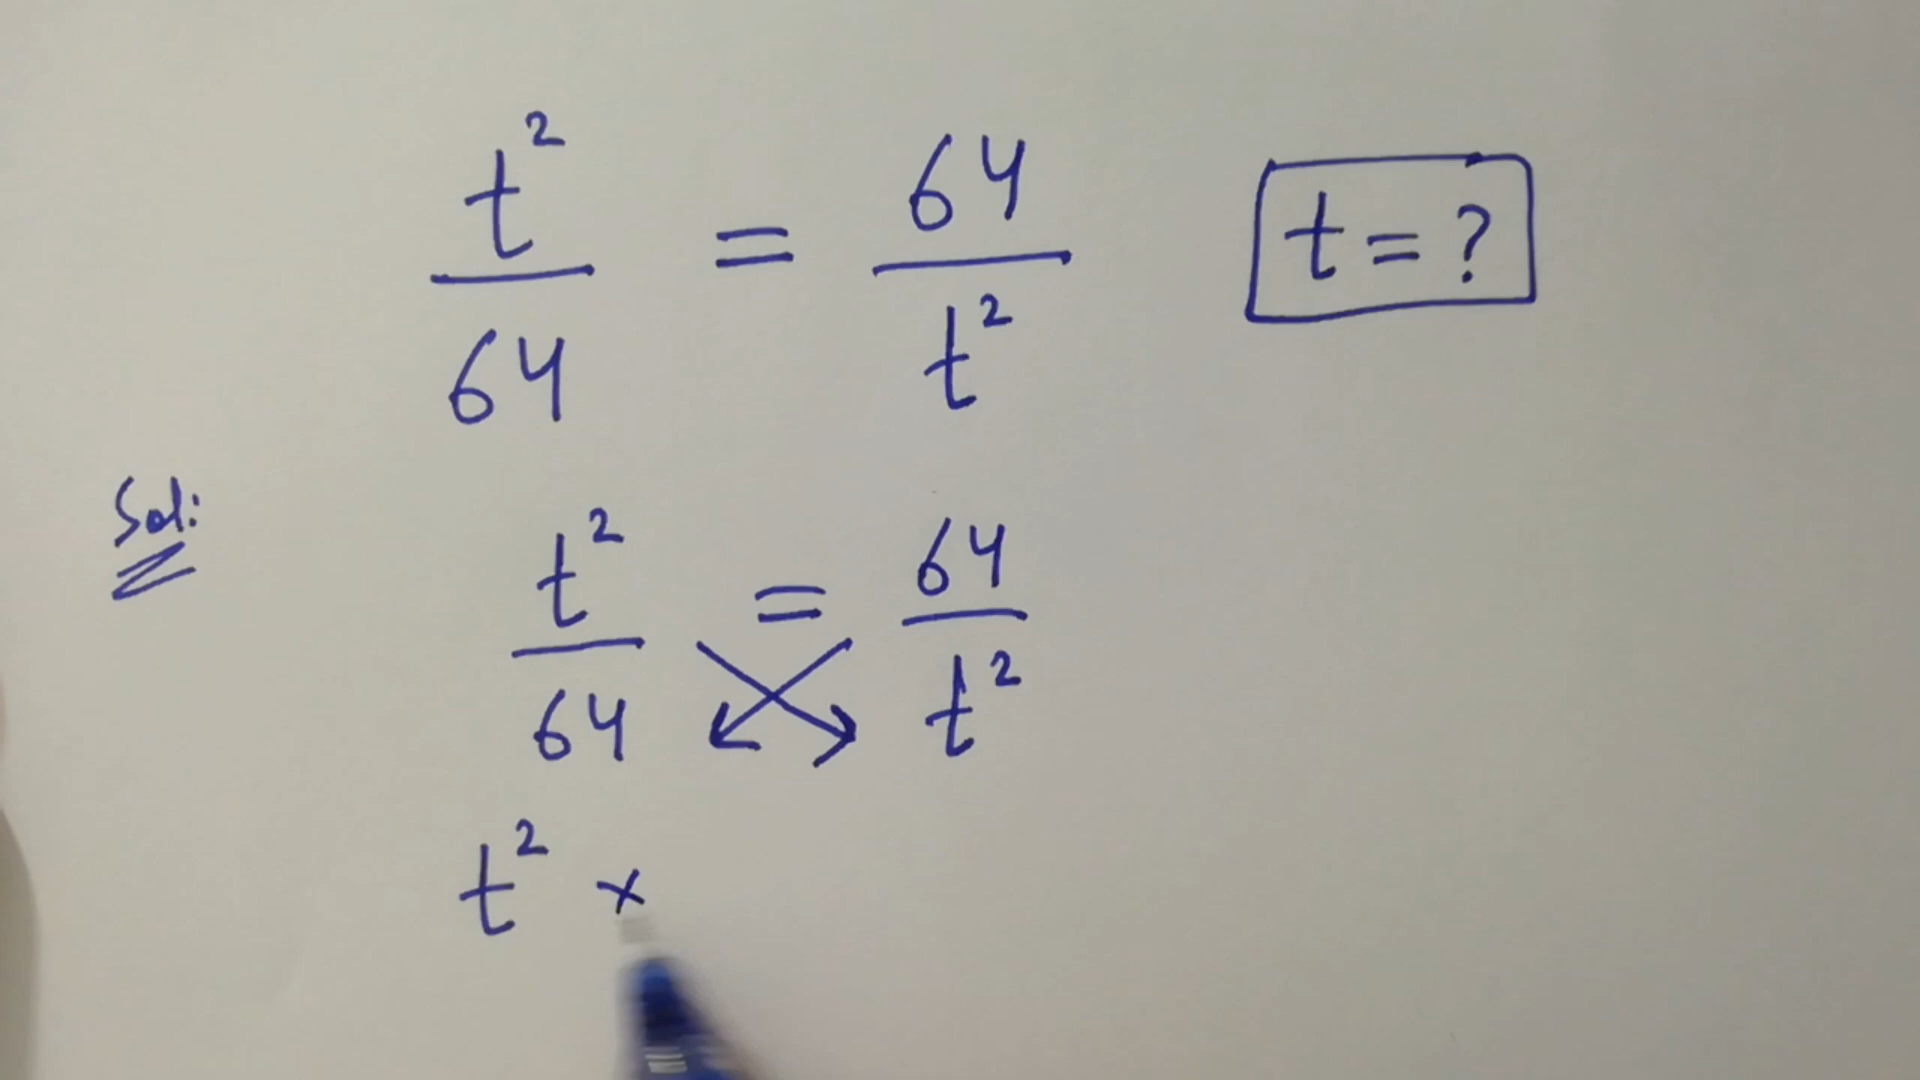 t²/64 = 64/t² t = ?
Sol:
t²/64 = 64/t²
t² ×